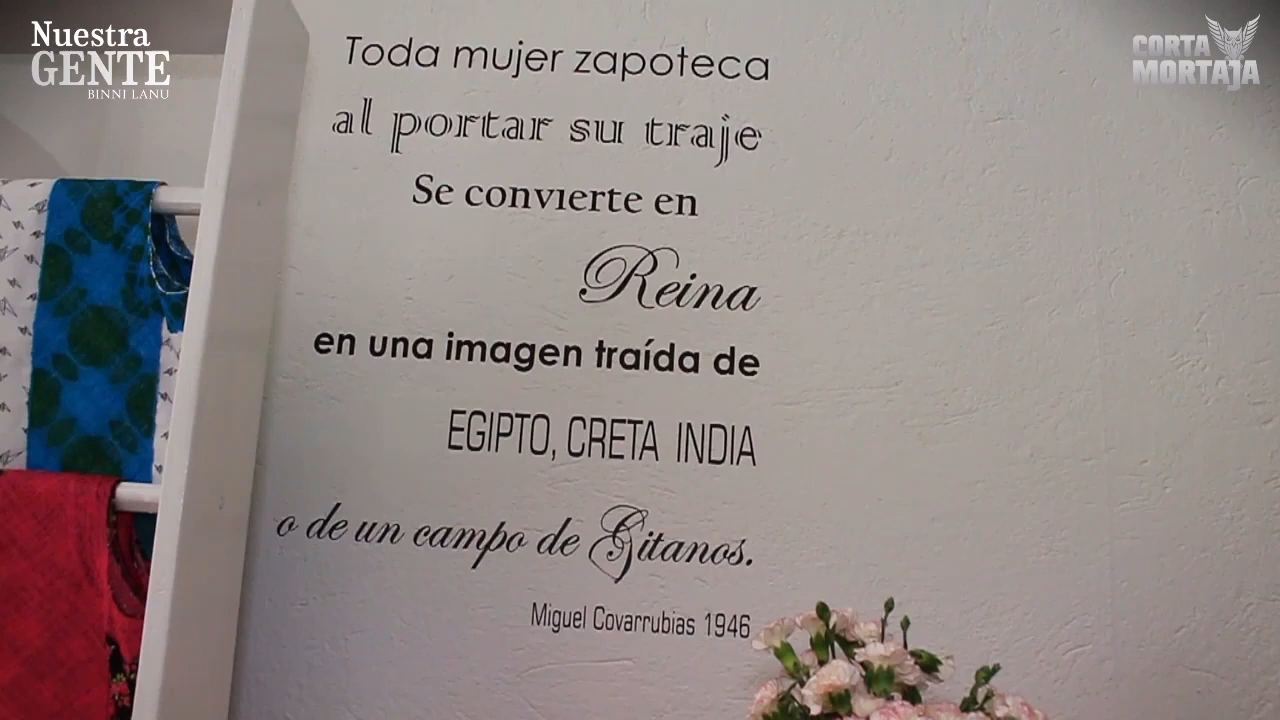 Nuestra
GENTE
BINNI LANU
CORTA
MORTAJA
Toda mujer zapoteca
al portar su traje
Se convierte en
Reina
en una imagen traída de
EGIPTO, CRETA INDIA
o de un campo de Gitanos.
Miguel Covarrubias 1946